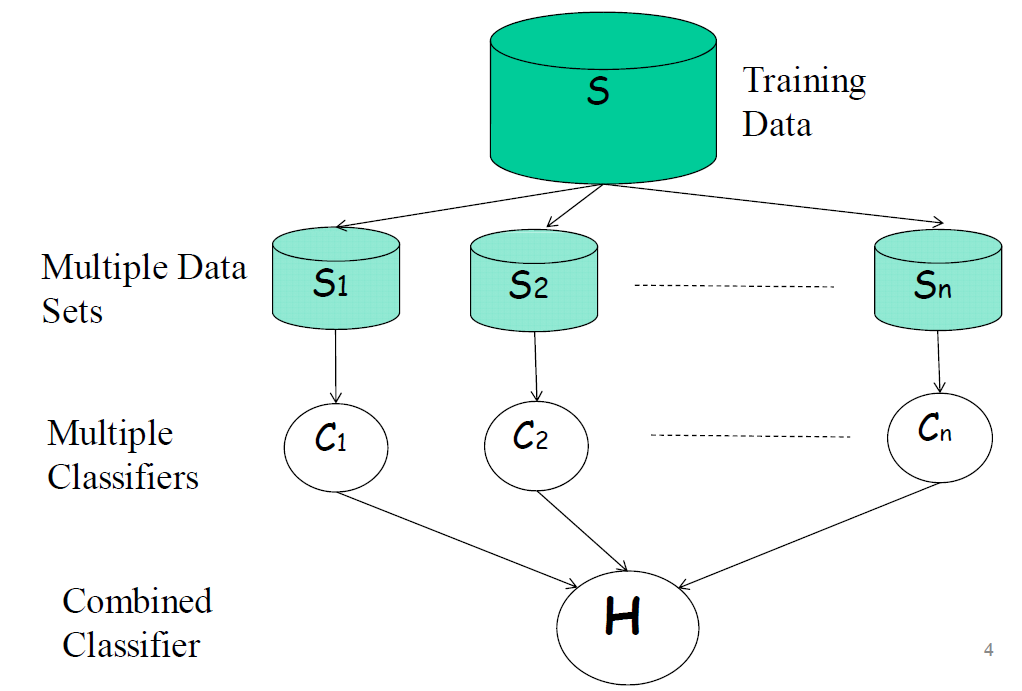 S
Training
Data
Multiple Data
Sets
S1
S2
Sn
Multiple
Classifiers
C1
C2
Cn
Combined
Classifier
H
4